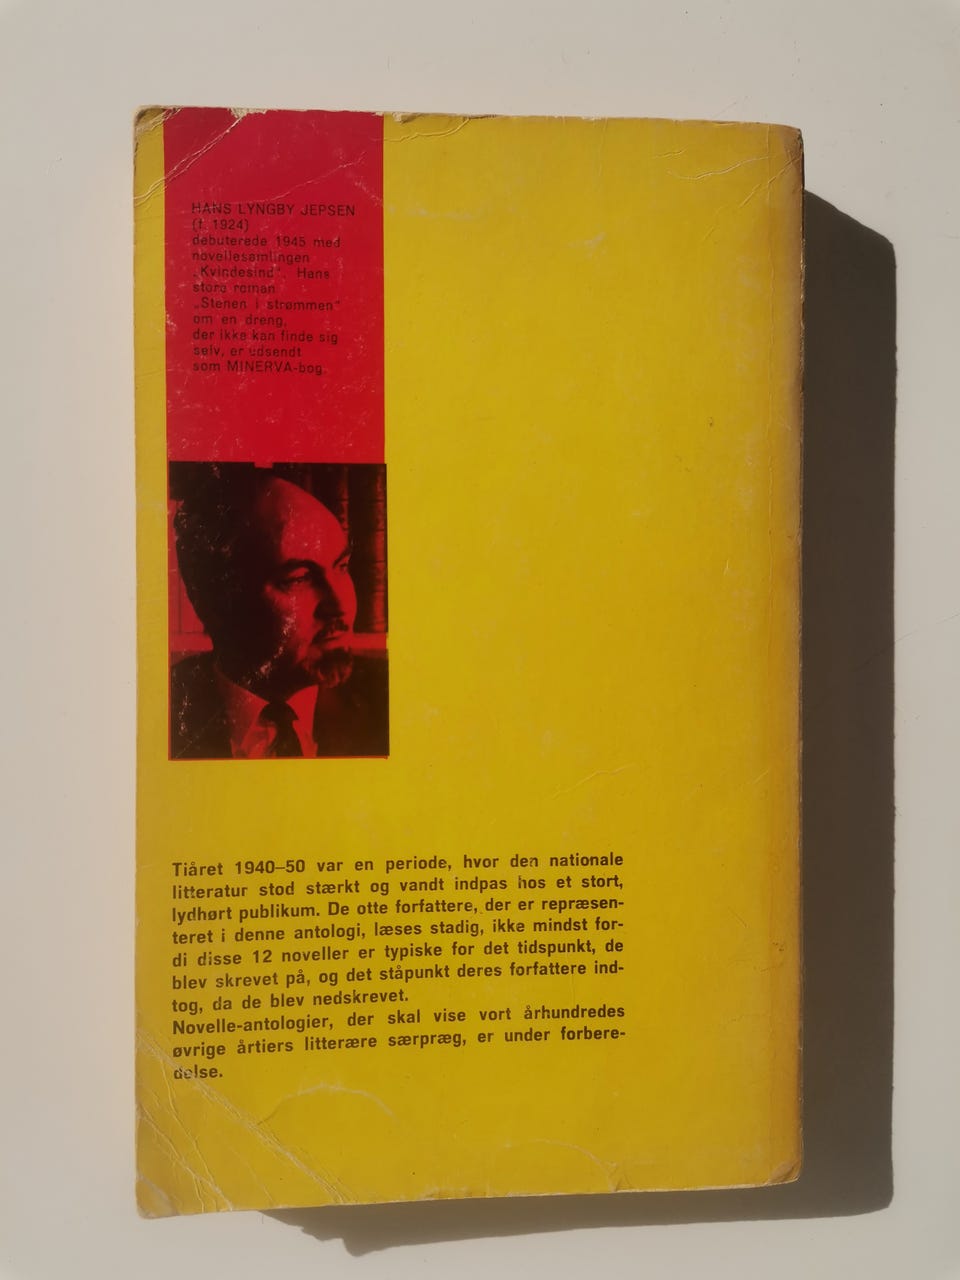 HANS LYNGBY JEPSEN
(f. 1924)
debuterede 1945 med
novellesamlingen
„Kvindesind". Hans
store roman
„Stenen i strømmen"
om en dreng,
der ikke kan finde sig
selv, er udsendt
som MINERVA-bog.
Tiåret 1940–50 var en periode, hvor den nationale
litteratur stod stærkt og vandt indpas hos et stort,
lydhørt publikum. De otte forfattere, der er repræsen-
teret i denne antologi, læses stadig, ikke mindst for-
di disse 12 noveller er typiske for det tidspunkt, de
blev skrevet på, og det ståpunkt deres forfattere ind-
tog, da de blev nedskrevet.
Novelle-antologier, der skal vise vort århundredes
øvrige årtiers litterære særpræg, er under forbere-
delse.